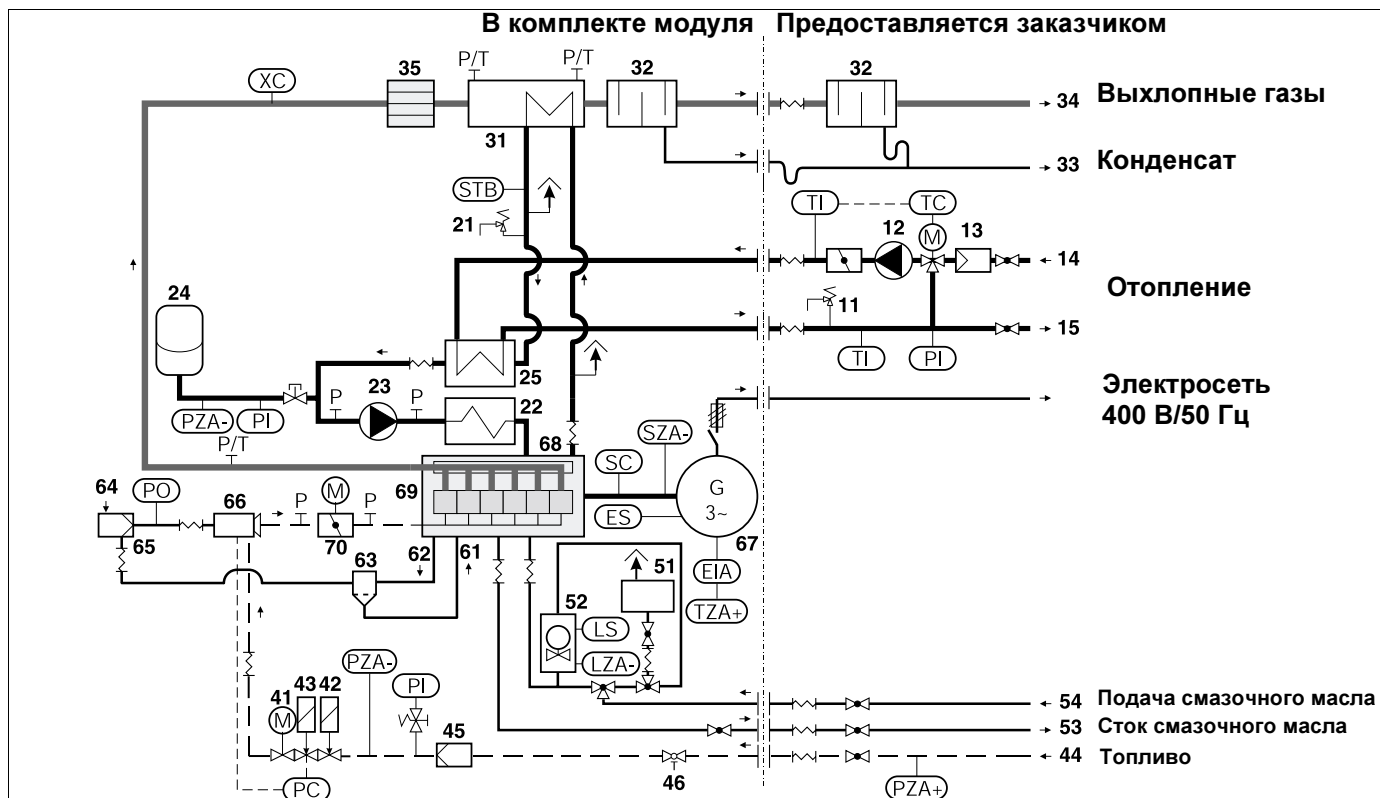 В комплекте модуля
Предоставляется заказчиком
P/T
P/T
35
32
32
XC
34 Выхлопные газы
31
33 Конденсат
STB
TI
TC
21
12
M
13
14
Отопление
24
11
15
TI
PI
25
Электросеть
400 В/50 Гц
23
P
P
22
PZA-
PI
P/T
68
SZA-
SC
64
PO
66
M
P
P
69
G
3~
ES
65
70
62
61
67
63
51
EIA
52
LS
TZA+
LZA-
PZA-
PI
41
43
42
M
45
54 Подача смазочного масла
53 Сток смазочного масла
44 Топливо
46
PC
PZA+